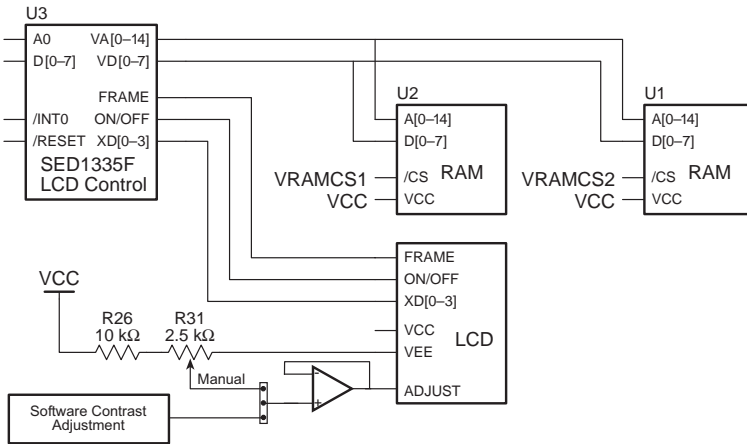 U3
A0
D[0–7]
/INT0
/RESET
VA[0–14]
VD[0–7]
FRAME
ON/OFF
XD[0–3]
SED1335F
LCD Control
U2
A[0–14]
D[0–7]
/CS
VCC
RAM
VRAMCS1
VCC
U1
A[0–14]
D[0–7]
/CS
VCC
RAM
VRAMCS2
VCC
FRAME
ON/OFF
XD[0–3]
VCC
VEE
ADJUST
LCD
VCC
R26
10 kΩ
R31
2.5 kΩ
Manual
-
+
Software Contrast
Adjustment